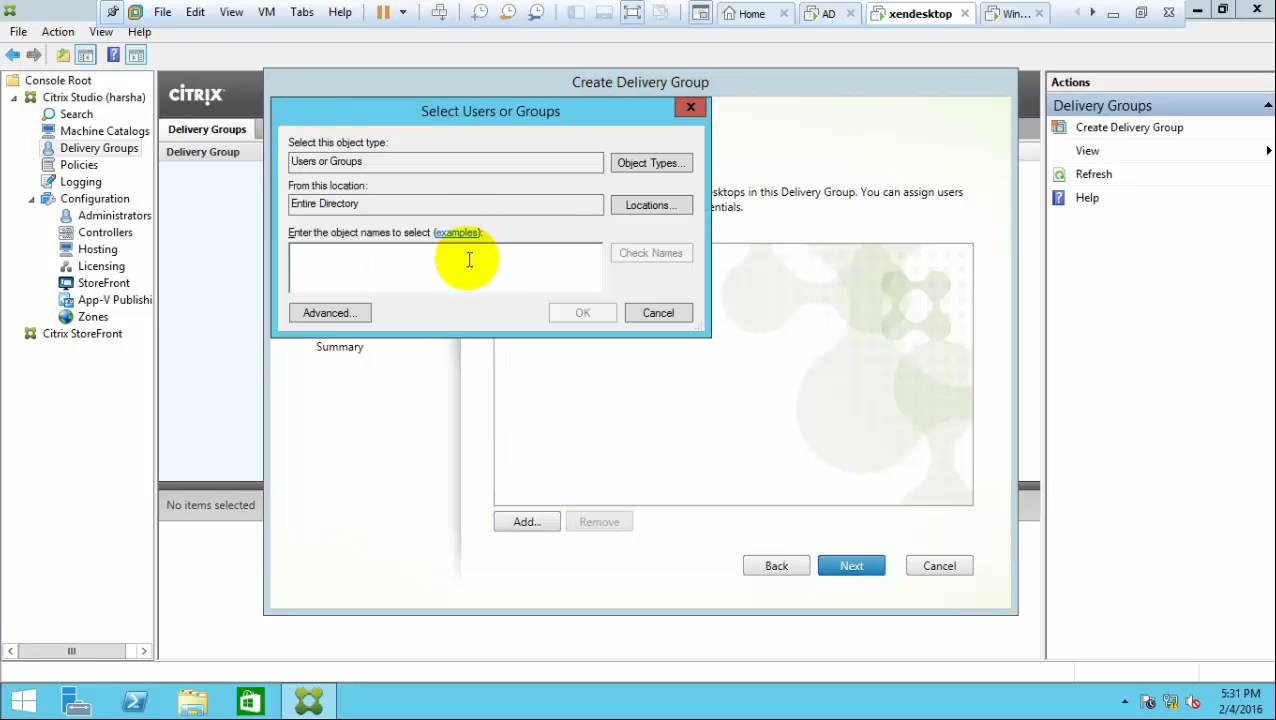 File Edit View VM Tabs Help
Home AD xendesktop Win...
File Action View Help
Console Root
Citrix Studio (harsha)
Search
Machine Catalogs
Delivery Groups
Policies
Logging
Configuration
Administrators
Controllers
Hosting
Licensing
StoreFront
App-V Publishi
Zones
Citrix StoreFront
CITRIX
Delivery Groups
Delivery Group
No items selected
Create Delivery Group
Select Users or Groups
Select this object type:
Users or Groups
Object Types...
From this location:
Entire Directory
Locations...
Enter the object names to select (examples):
Check Names
Advanced...
OK
Cancel
sktops in this Delivery Group. You can assign users
dentials.
Summary
Add...
Remove
Back
Next
Cancel
Actions
Delivery Groups
Create Delivery Group
View
Refresh
Help
5:31 PM
2/4/2016